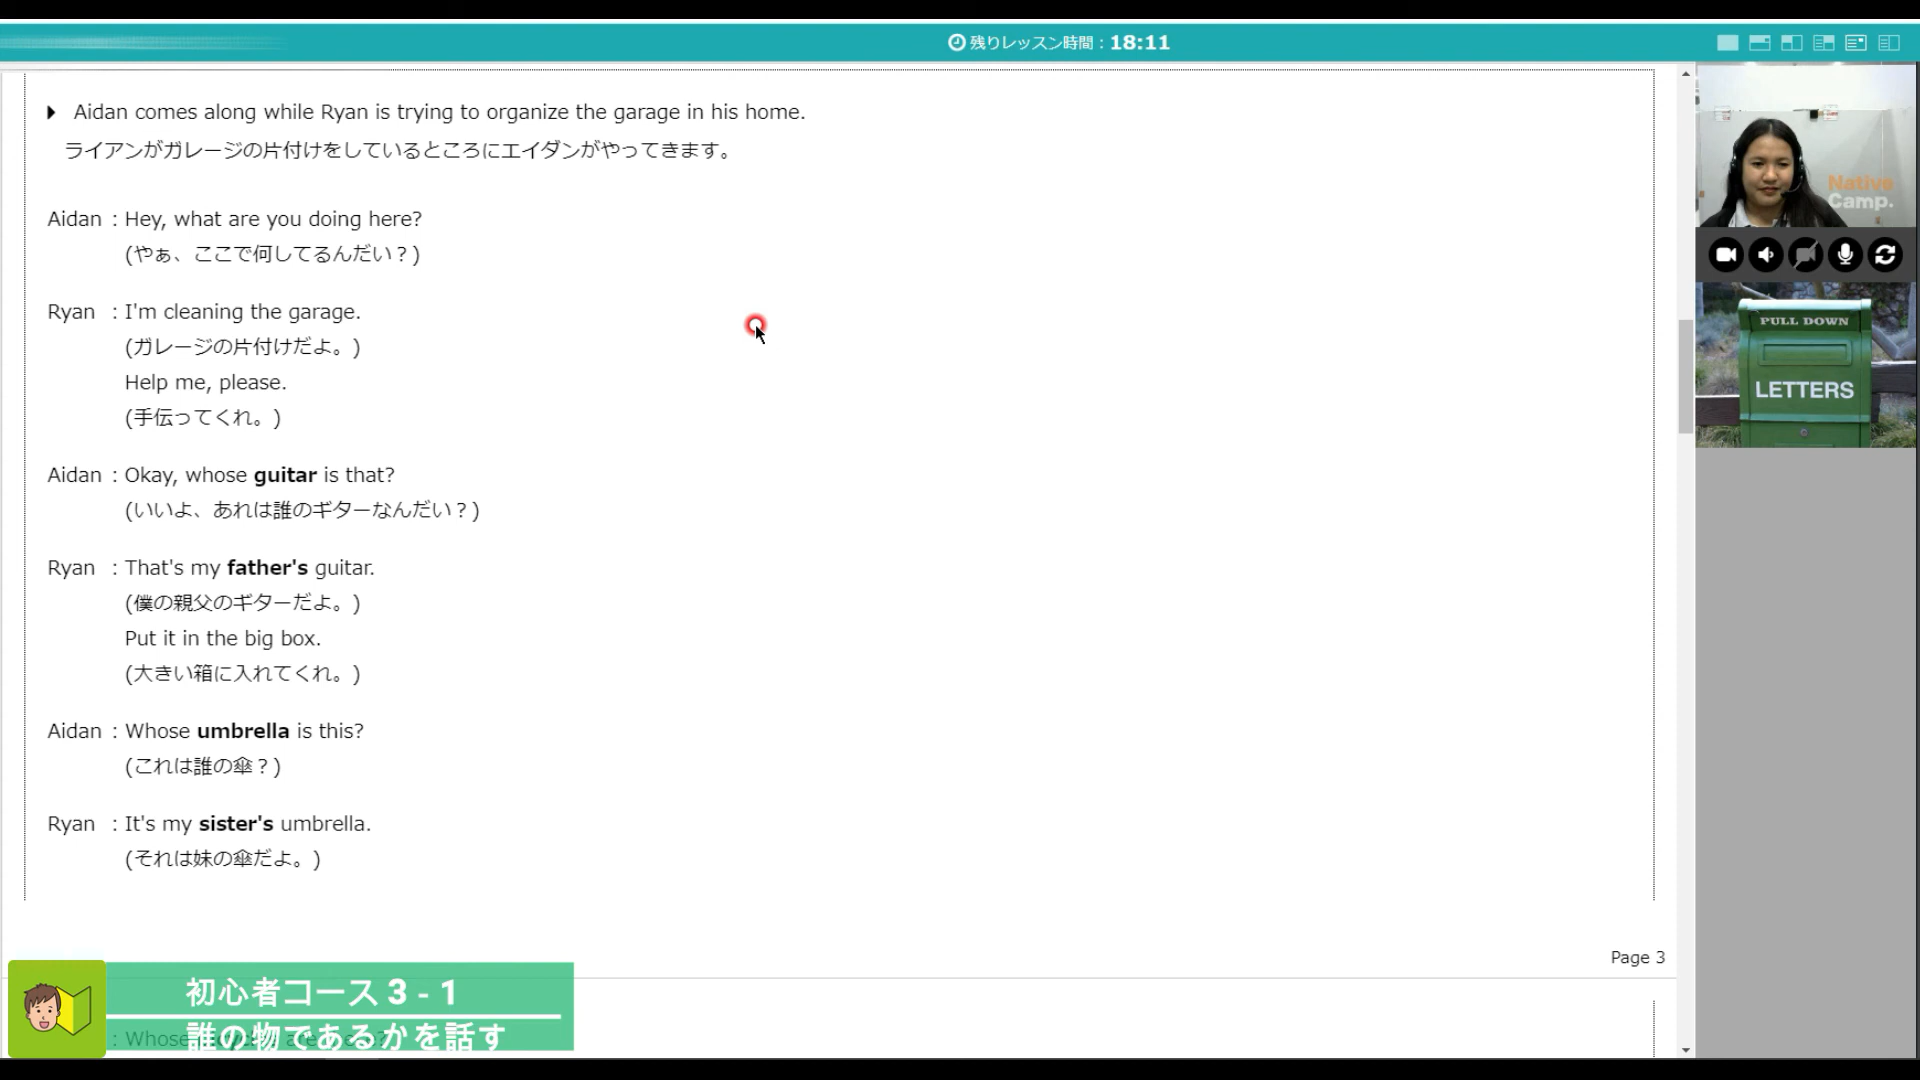 残りレッスン時間 : 18:11
Aidan comes along while Ryan is trying to organize the garage in his home.
ライアンがガレージの片付けをしているところにエイダンがやってきます。
Aidan : Hey, what are you doing here?
(やぁ、ここで何してるんだい？)
Ryan : I'm cleaning the garage.
(ガレージの片付けだよ。)
Help me, please.
(手伝ってくれ。)
Aidan : Okay, whose guitar is that?
(いいよ、あれは誰のギターなんだい？)
Ryan : That's my father's guitar.
(僕の親父のギターだよ。)
Put it in the big box.
(大きい箱に入れてくれ。)
Aidan : Whose umbrella is this?
(これは誰の傘？)
Ryan : It's my sister's umbrella.
(それは妹の傘だよ。)
Page 3
初心者コース 3 - 1
誰の物であるかを話す
: Whose
Native
Camp.
PULL DOWN
LETTERS